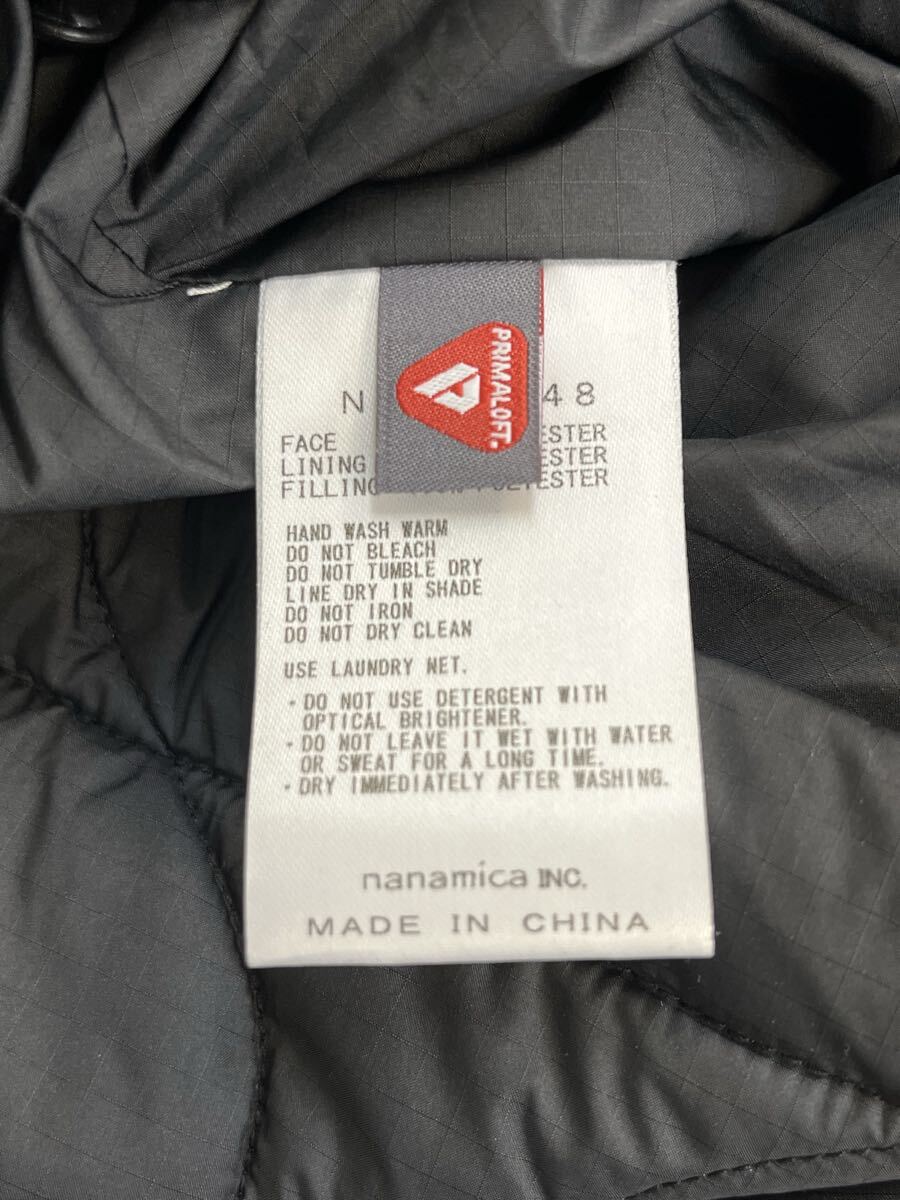 PRIMALOFT.
N 48
FACE ESTER
LINING ESTER
FILLING POLYESTER
HAND WASH WARM
DO NOT BLEACH
DO NOT TUMBLE DRY
LINE DRY IN SHADE
DO NOT IRON
DO NOT DRY CLEAN
USE LAUNDRY NET.
・DO NOT USE DETERGENT WITH
OPTICAL BRIGHTENER.
・DO NOT LEAVE IT WET WITH WATER
OR SWEAT FOR A LONG TIME.
・DRY IMMEDIATELY AFTER WASHING.
nanamica INC.
MADE IN CHINA